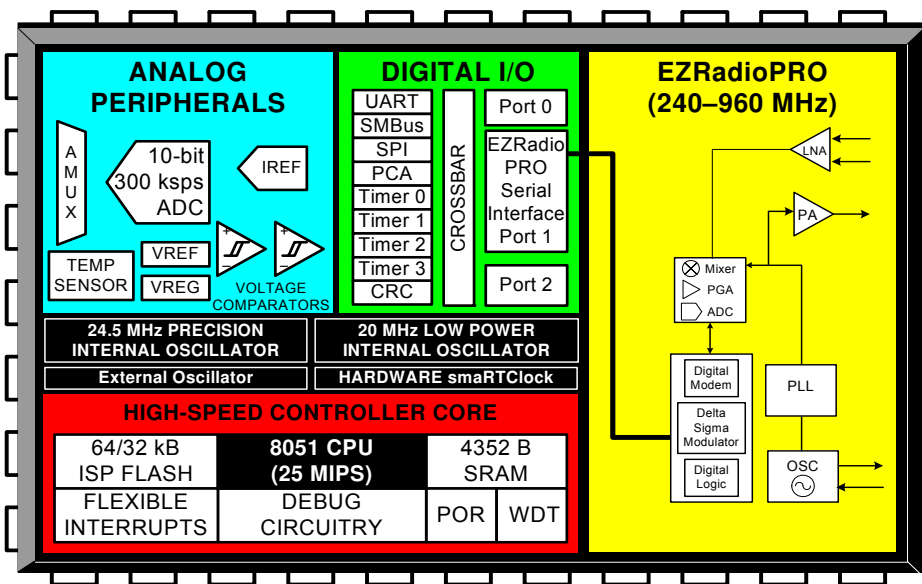 ANALOG
PERIPHERALS
A
M
U
X
10-bit
300 ksps
ADC
IREF
TEMP
SENSOR
VREF
VREG
+
–
+
–
VOLTAGE
COMPARATORS
DIGITAL I/O
UART
SMBus
SPI
PCA
Timer 0
Timer 1
Timer 2
Timer 3
CRC
CROSSBAR
Port 0
EZRadio
PRO
Serial
Interface
Port 1
Port 2
24.5 MHz PRECISION
INTERNAL OSCILLATOR
20 MHz LOW POWER
INTERNAL OSCILLATOR
External Oscillator
HARDWARE smaRTClock
HIGH-SPEED CONTROLLER CORE
64/32 kB
ISP FLASH
8051 CPU
(25 MIPS)
4352 B
SRAM
FLEXIBLE
INTERRUPTS
DEBUG
CIRCUITRY
POR
WDT
EZRadioPRO
(240–960 MHz)
LNA
PA
Mixer
PGA
ADC
Digital
Modem
Delta
Sigma
Modulator
Digital
Logic
PLL
OSC